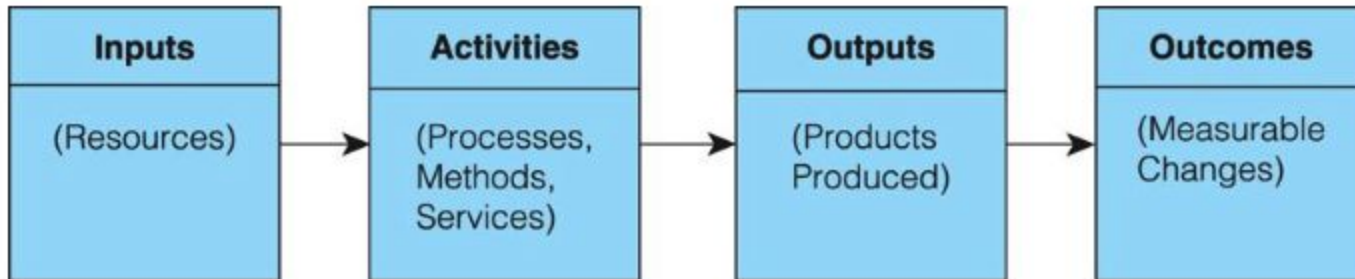 Inputs
(Resources)
Activities
(Processes,
Methods,
Services)
Outputs
(Products
Produced)
Outcomes
(Measurable
Changes)